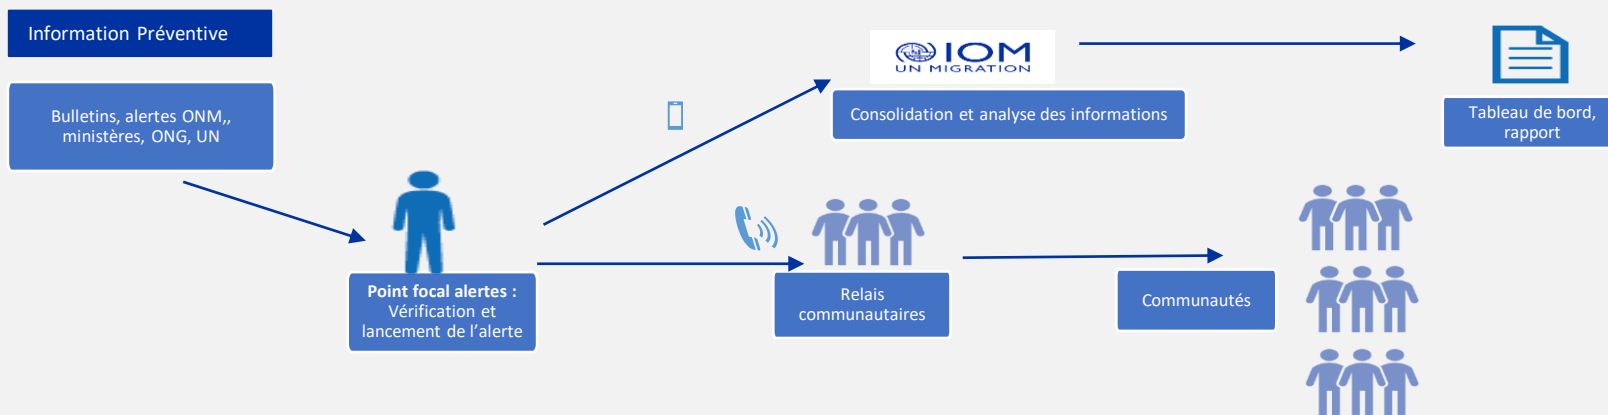 Information Préventive
Bulletins, alertes ONM,,
ministères, ONG, UN
IOM
UN MIGRATION
Consolidation et analyse des informations
Tableau de bord,
rapport
Point focal alertes :
Vérification et
lancement de l’alerte
Relais
communautaires
Communautés